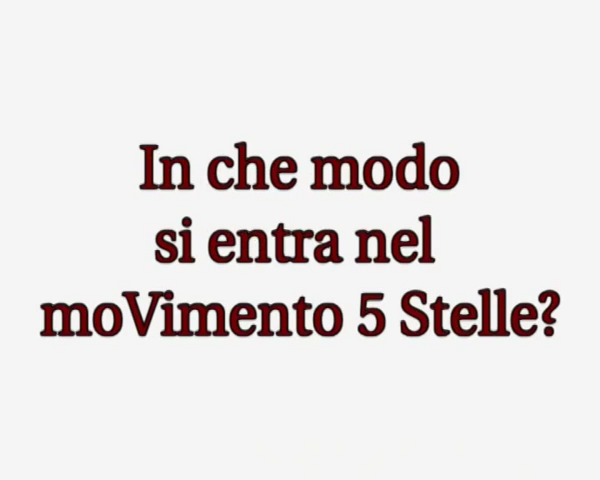 In che modo
si entra nel
moVimento 5 Stelle?